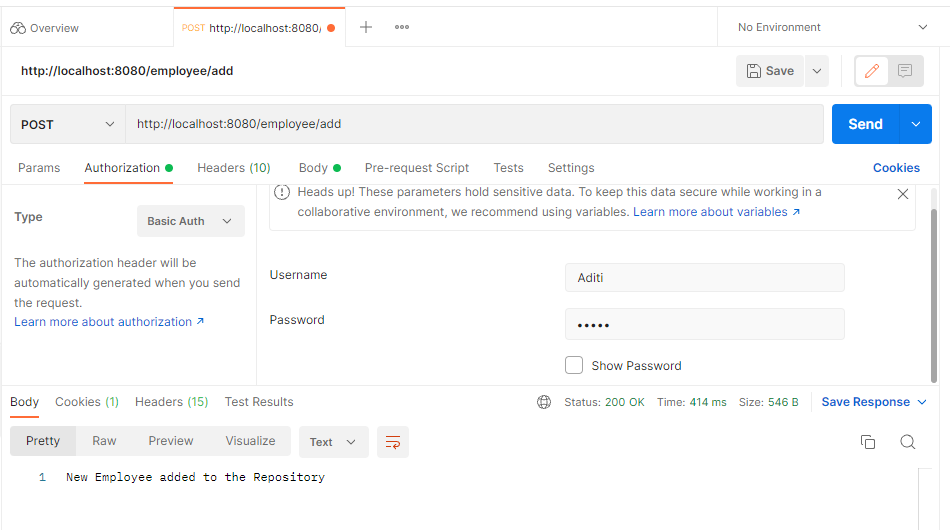 Overview
POST http://localhost:8080/
No Environment
http://localhost:8080/employee/add
Save
POST
http://localhost:8080/employee/add
Send
Params Authorization Headers (10) Body Pre-request Script Tests Settings Cookies
Heads up! These parameters hold sensitive data. To keep this data secure while working in a
collaborative environment, we recommend using variables. Learn more about variables ↗
Type
Basic Auth
The authorization header will be
automatically generated when you send
the request.
Learn more about authorization ↗
Username
Aditi
Password
•••••
Show Password
Body Cookies (1) Headers (15) Test Results
Status: 200 OK Time: 414 ms Size: 546 B Save Response
Pretty Raw Preview Visualize Text
1 New Employee added to the Repository